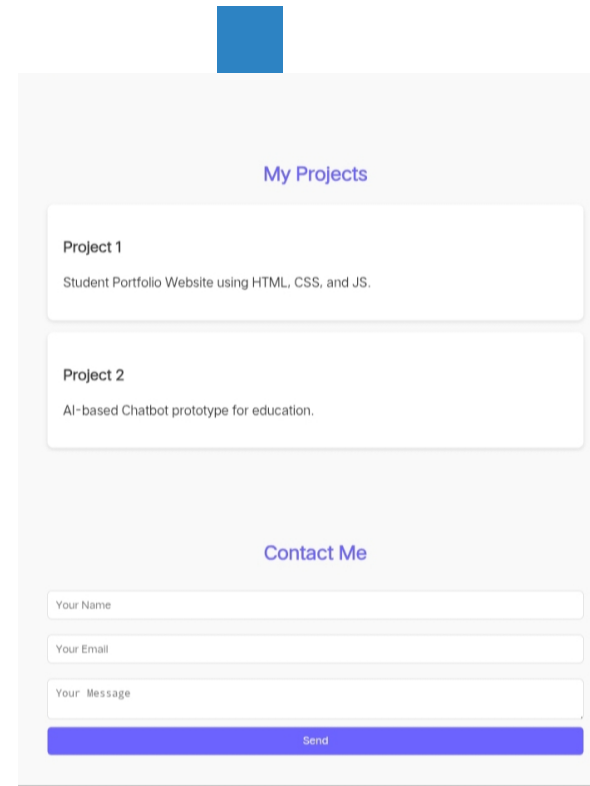 My Projects
Project 1
Student Portfolio Website using HTML, CSS, and JS.
Project 2
AI-based Chatbot prototype for education.
Contact Me
Your Name
Your Email
Your Message
Send